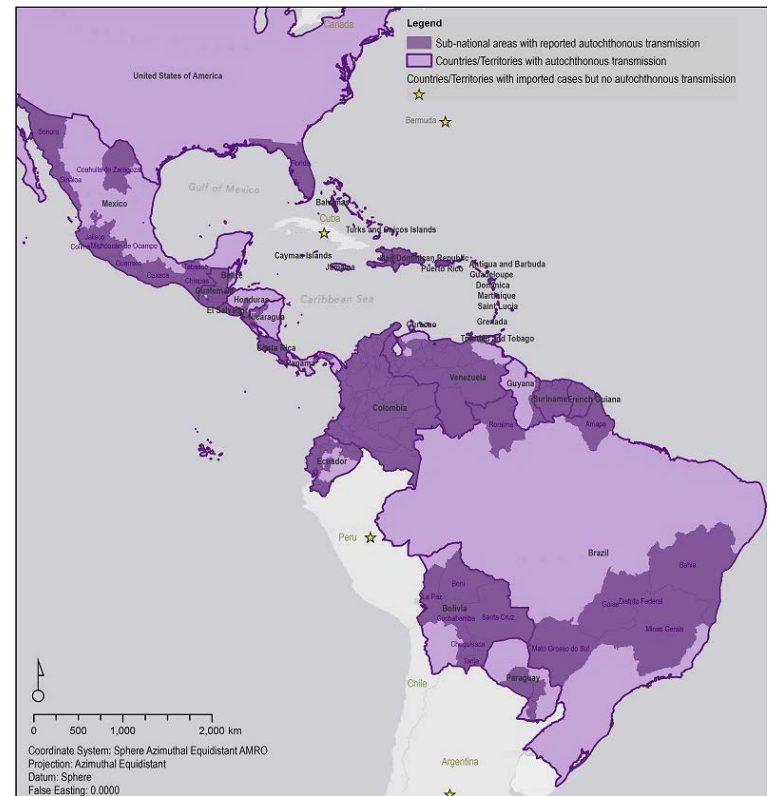 Canada
Legend
Sub-national areas with reported autochthonous transmission
Countries/Territories with autochthonous transmission
Countries/Territories with imported cases but no autochthonous transmission
United States of America
Bermuda
Sonora
Florida
Coahuila de Zaragoza
Sinaloa
Gulf of Mexico
Mexico
Bahamas
Cuba
Turks and Caicos Islands
Jalisco
Colima
Michoacán de Ocampo
Cayman Islands
Dominican Republic
Guerrero
Jamaica
Puerto Rico
Antigua and Barbuda
Tabasco
Oaxaca
Chiapas
Belize
Guadeloupe
Guatemala
Dominica
Honduras
Caribbean Sea
Martinique
El Salvador
Saint Lucia
Nicaragua
Grenada
Curacao
Trinidad and Tobago
Costa Rica
Panama
Venezuela
Guyana
Suriname
French Guiana
Colombia
Roraima
Amapa
Ecuador
Peru
Brazil
Bahia
Beni
La Paz
Bolivia
Goias
Distrito Federal
Cochabamba
Santa Cruz
Minas Gerais
Chuquisaca
Mato Grosso do Sul
Tarija
Paraguay
Chile
Argentina
0 500 1,000 2,000 km
Coordinate System: Sphere Azimuthal Equidistant AMRO
Projection: Azimuthal Equidistant
Datum: Sphere
False Easting: 0.0000